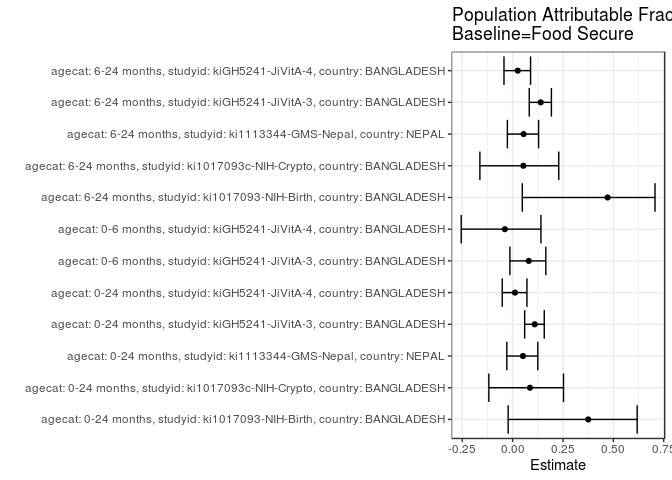 Population Attributable Frac
Baseline=Food Secure
agecat: 6-24 months, studyid: kiGH5241-JiVitA-4, country: BANGLADESH
agecat: 6-24 months, studyid: kiGH5241-JiVitA-3, country: BANGLADESH
agecat: 6-24 months, studyid: ki1113344-GMS-Nepal, country: NEPAL
agecat: 6-24 months, studyid: ki1017093c-NIH-Crypto, country: BANGLADESH
agecat: 6-24 months, studyid: ki1017093-NIH-Birth, country: BANGLADESH
agecat: 0-6 months, studyid: kiGH5241-JiVitA-4, country: BANGLADESH
agecat: 0-6 months, studyid: kiGH5241-JiVitA-3, country: BANGLADESH
agecat: 0-24 months, studyid: kiGH5241-JiVitA-4, country: BANGLADESH
agecat: 0-24 months, studyid: kiGH5241-JiVitA-3, country: BANGLADESH
agecat: 0-24 months, studyid: ki1113344-GMS-Nepal, country: NEPAL
agecat: 0-24 months, studyid: ki1017093c-NIH-Crypto, country: BANGLADESH
agecat: 0-24 months, studyid: ki1017093-NIH-Birth, country: BANGLADESH
-0.25 0.00 0.25 0.50 0.75
Estimate